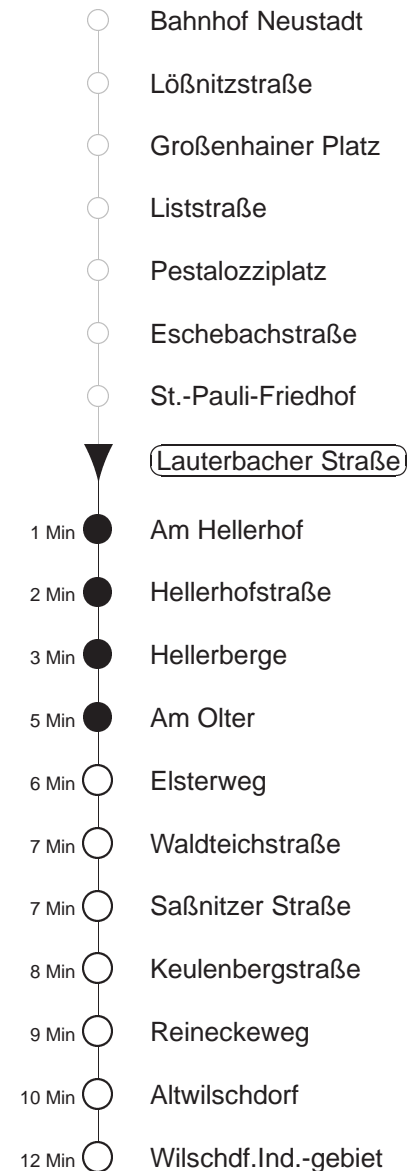 Bahnhof Neustadt
Lößnitzstraße
Großenhainer Platz
Liststraße
Pestalozziplatz
Eschebachstraße
St.-Pauli-Friedhof
Lauterbacher Straße
1 Min Am Hellerhof
2 Min Hellerhofstraße
3 Min Hellerberge
5 Min Am Olter
6 Min Elsterweg
7 Min Waldteichstraße
7 Min Saßnitzer Straße
8 Min Keulenbergstraße
9 Min Reineckeweg
10 Min Altwilschdorf
12 Min Wilschdf.Ind.-gebiet